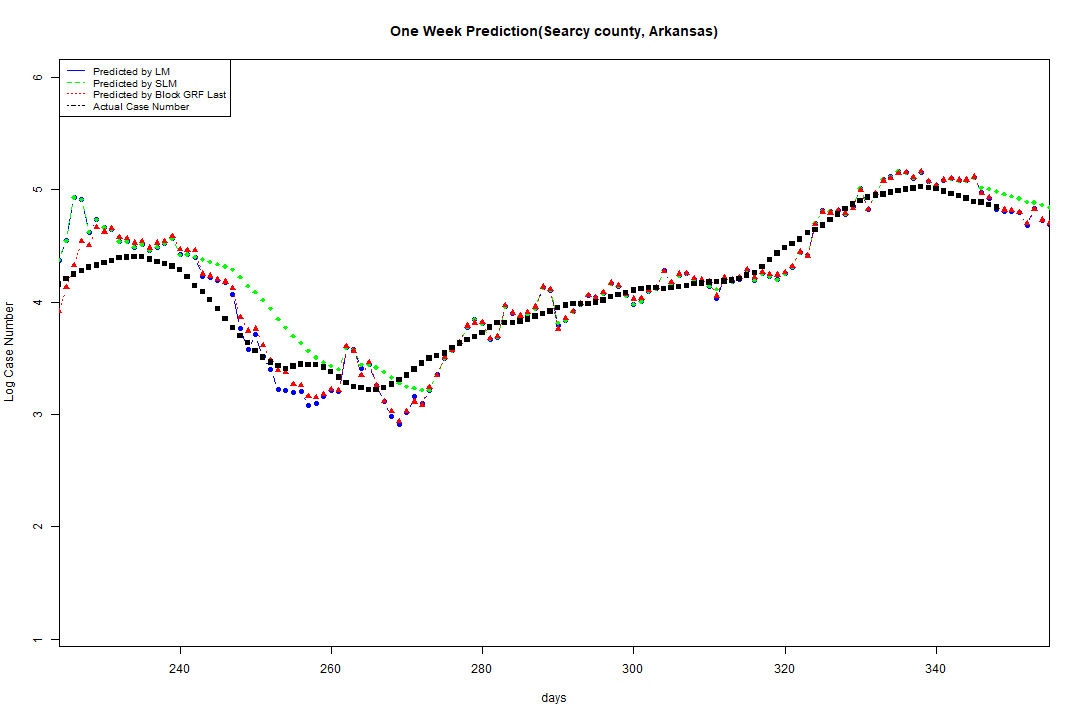 One Week Prediction(Searcy county, Arkansas)
Predicted by LM
Predicted by SLM
Predicted by Block GRF Last
Actual Case Number
6
5
4
3
2
1
Log Case Number
240
260
280
300
320
340
days